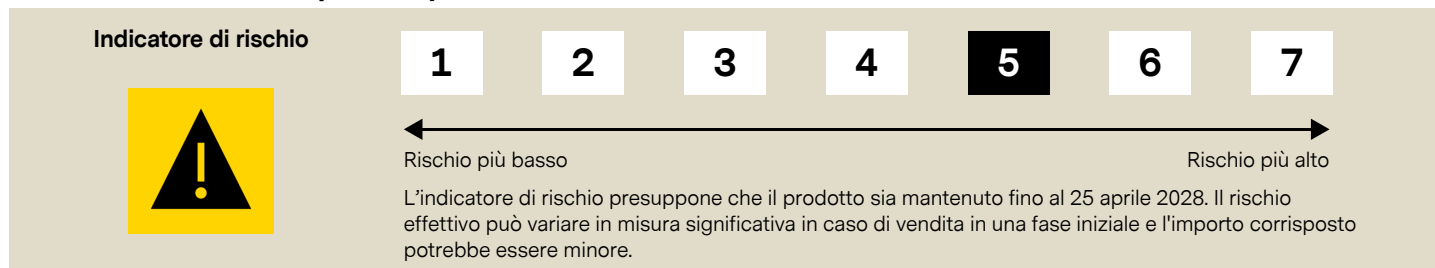 Indicatore di rischio
1 2 3 4 5 6 7
Rischio più basso
Rischio più alto
L'indicatore di rischio presuppone che il prodotto sia mantenuto fino al 25 aprile 2028. Il rischio
effettivo può variare in misura significativa in caso di vendita in una fase iniziale e l'importo corrisposto
potrebbe essere minore.